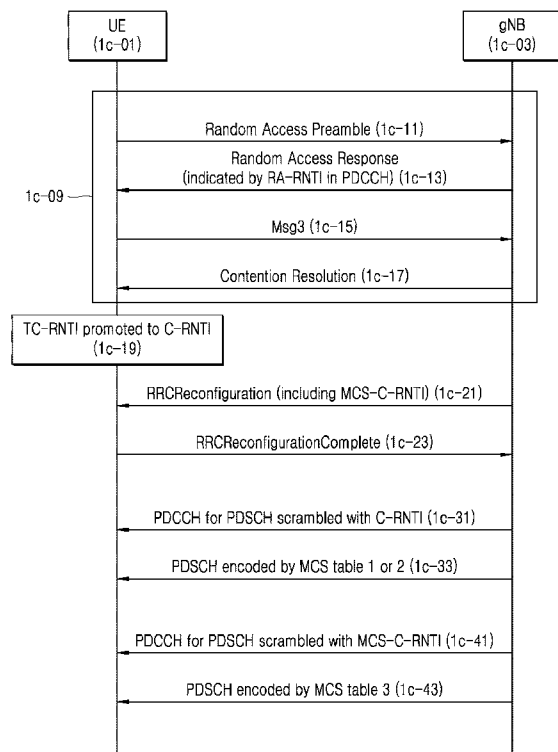 UE
(1c-01)
gNB
(1c-03)
Random Access Preamble (1c-11)
Random Access Response
(indicated by RA-RNTI in PDCCH) (1c-13)
1c-09
Msg3 (1c-15)
Contention Resolution (1c-17)
TC-RNTI promoted to C-RNTI
(1c-19)
RRCReconfiguration (including MCS-C-RNTI) (1c-21)
RRCReconfigurationComplete (1c-23)
PDCCH for PDSCH scrambled with C-RNTI (1c-31)
PDSCH encoded by MCS table 1 or 2 (1c-33)
PDCCH for PDSCH scrambled with MCS-C-RNTI (1c-41)
PDSCH encoded by MCS table 3 (1c-43)